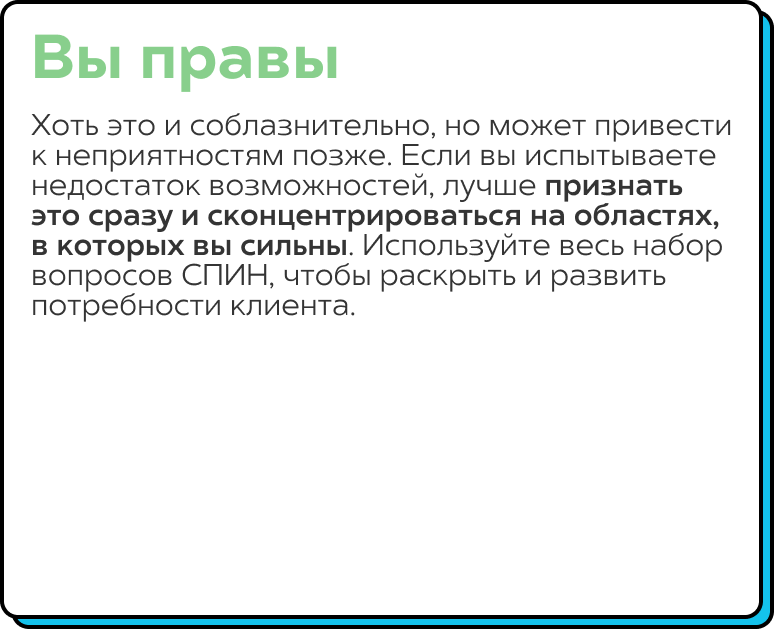 Вы правы
Хоть это и соблазнительно, но может привести
к неприятностям позже. Если вы испытываете
недостаток возможностей, лучше признать
это сразу и сконцентрироваться на областях,
в которых вы сильны. Используйте весь набор
вопросов СПИН, чтобы раскрыть и развить
потребности клиента.